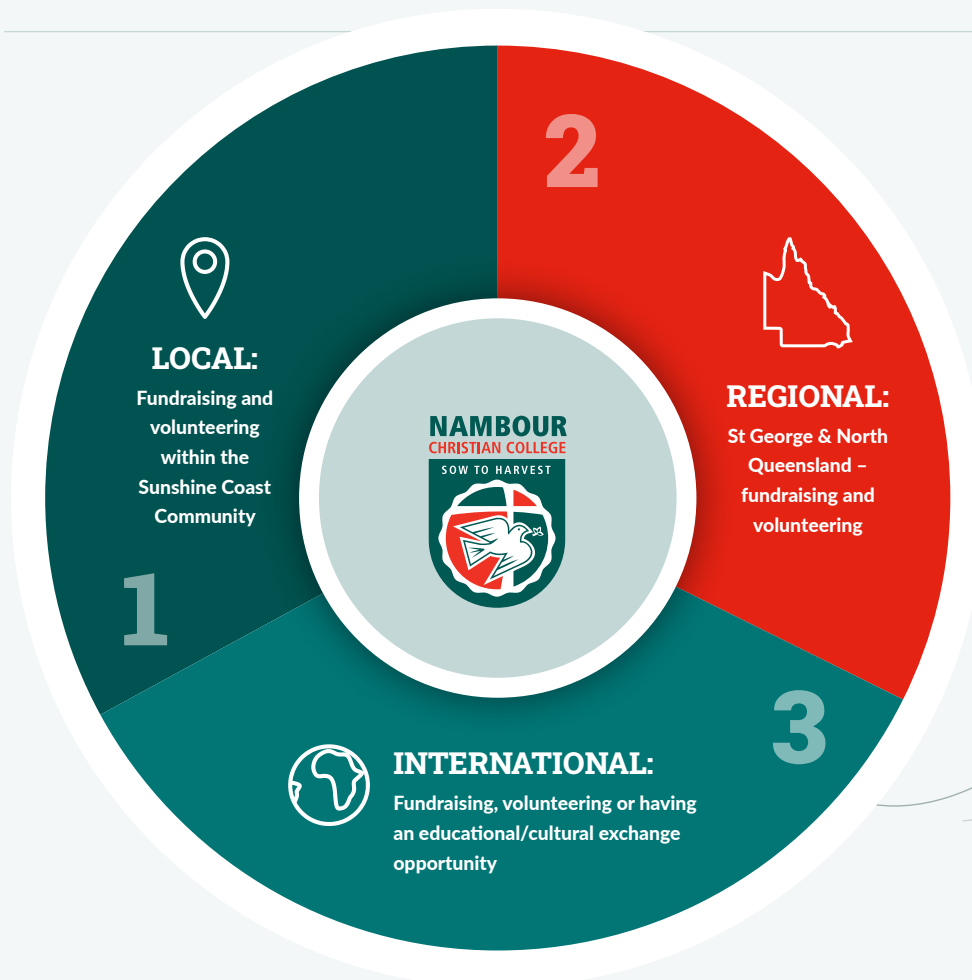 1
LOCAL:
Fundraising and
volunteering
within the
Sunshine Coast
Community
2
REGIONAL:
St George & North
Queensland –
fundraising and
volunteering
3
INTERNATIONAL:
Fundraising, volunteering or having
an educational/cultural exchange
opportunity
NAMBOUR
CHRISTIAN COLLEGE
SOW TO HARVEST